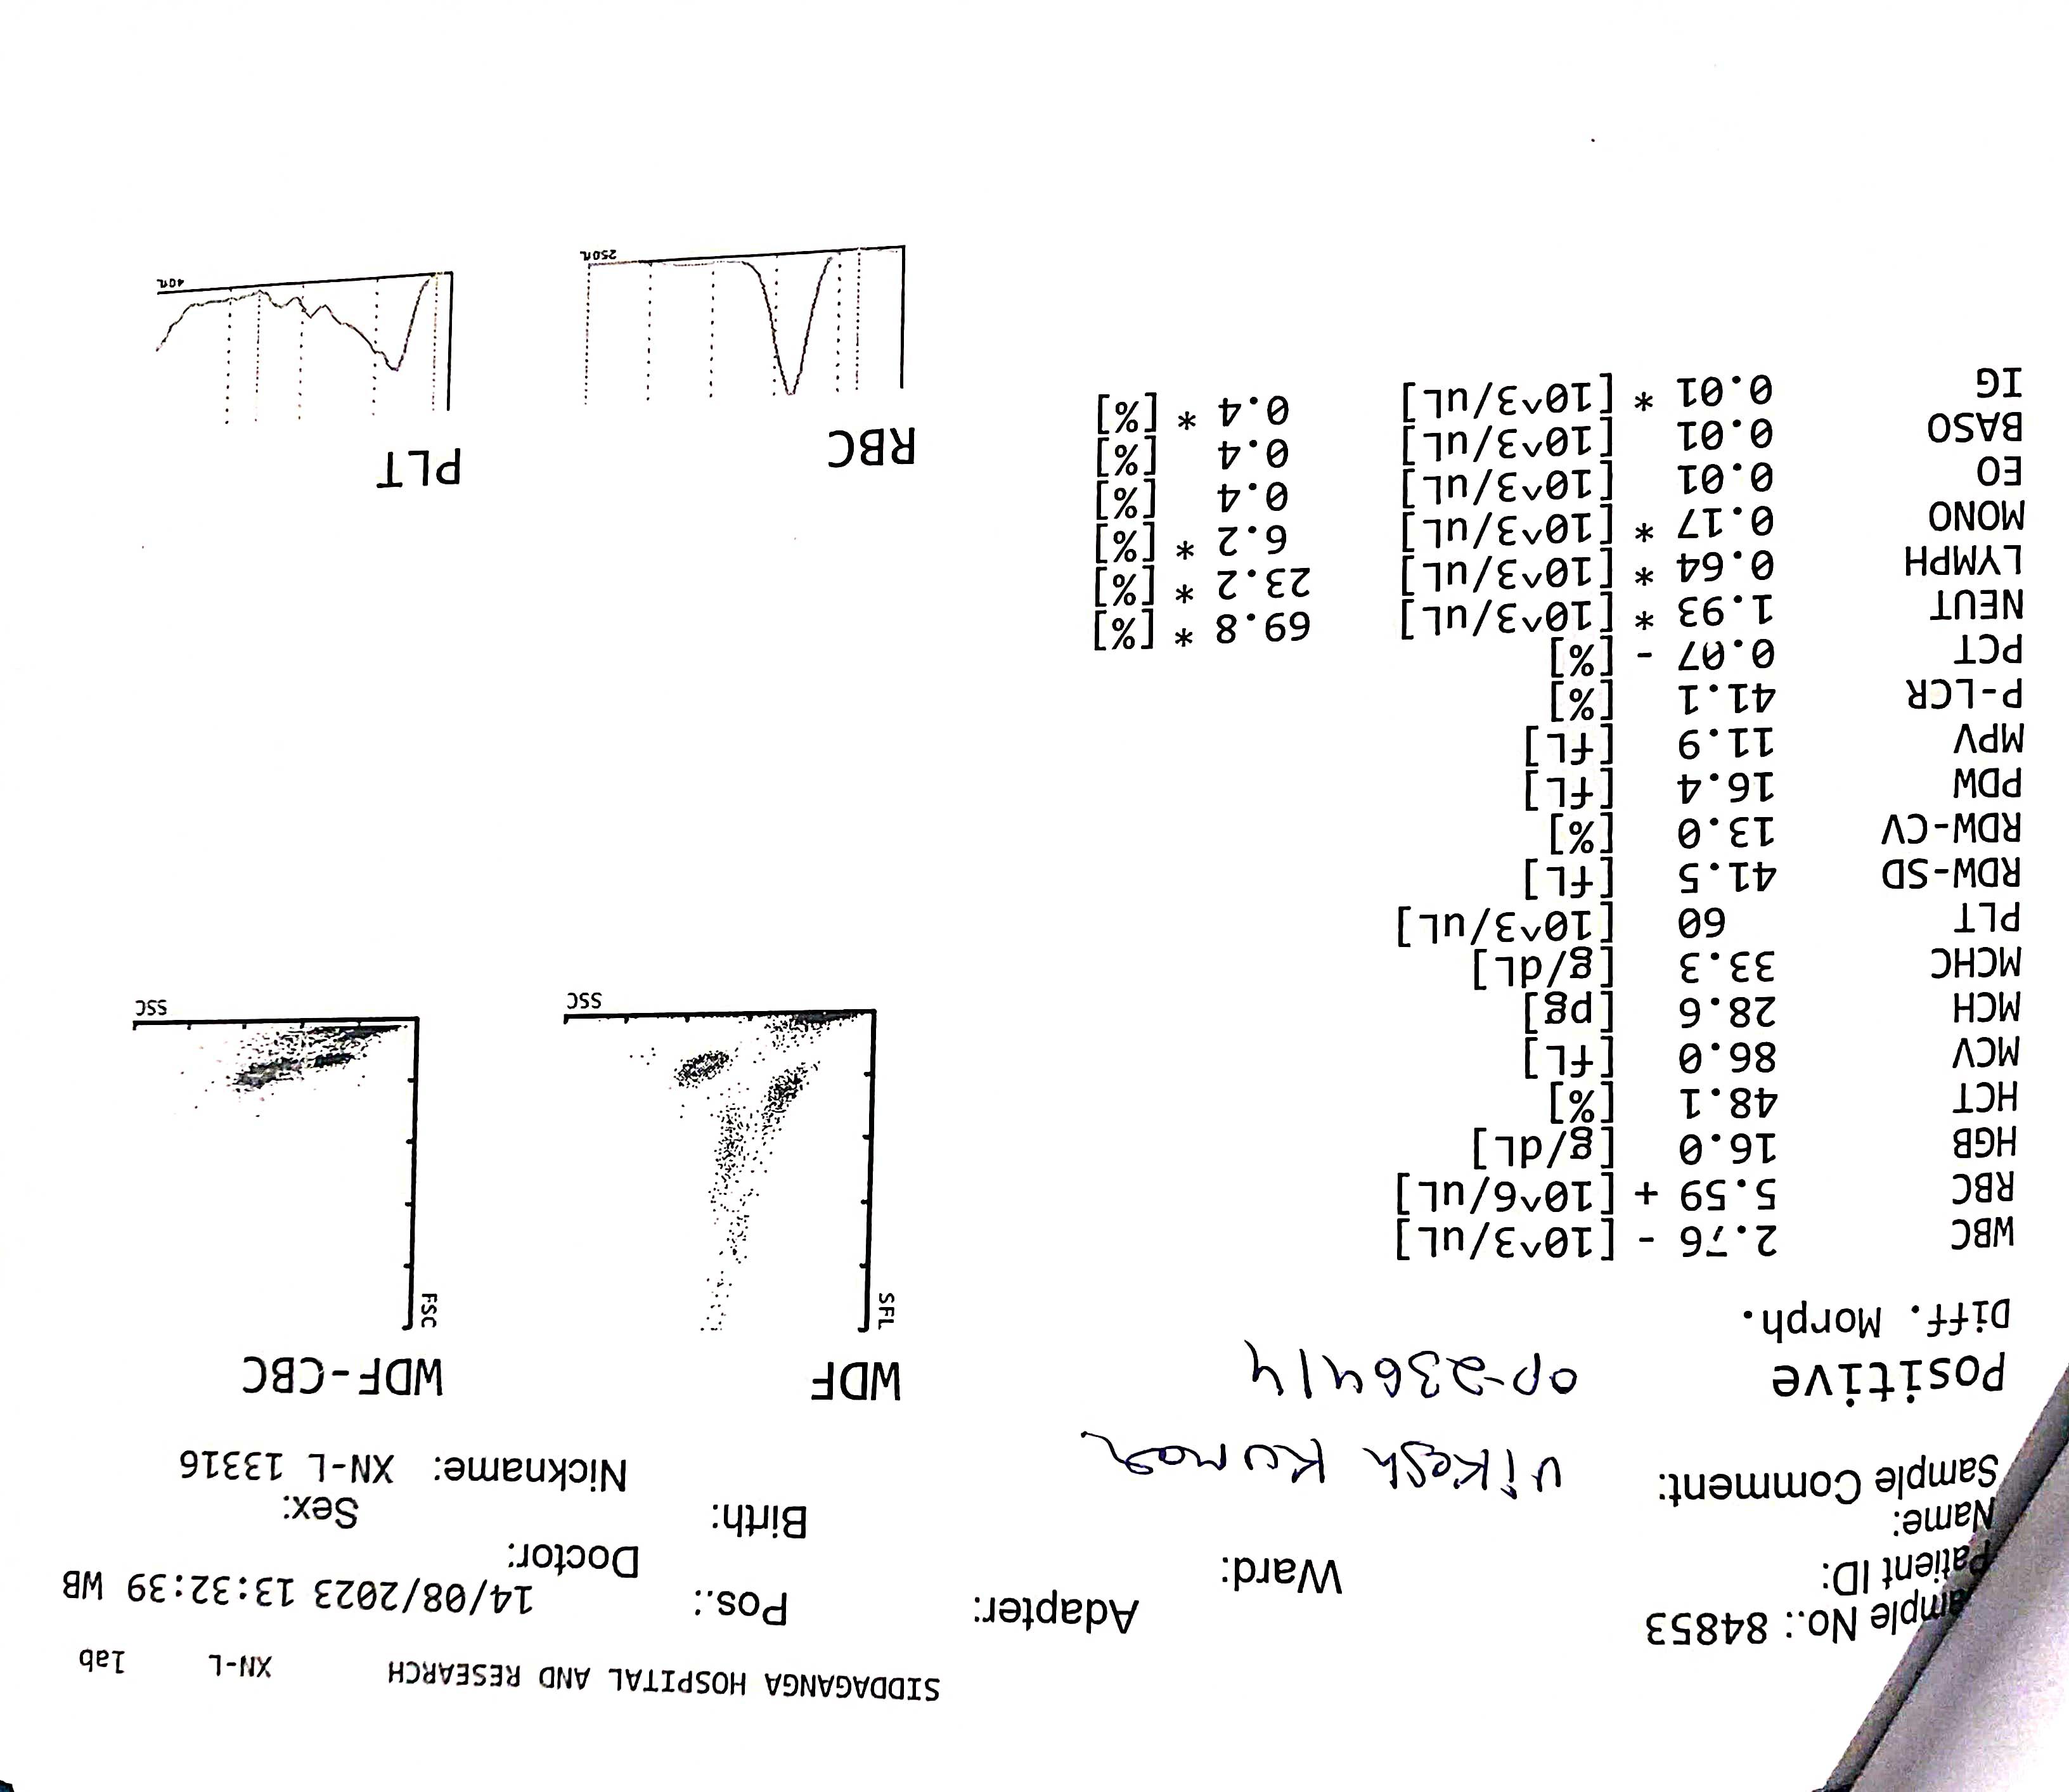 SIDDAGANGA HOSPITAL AND RESEARCH XN-L lab
ample No.: 84853 Adapter: Pos.: 14/08/2023 13:32:39 WB
Patient ID: Ward: Doctor:
Name: Birth: Sex:
Sample Comment: Nickname: XN-L 13316
Vikesh Kumar
OP-236414
Positive
Diff. Morph.
WBC 2.76 - [10^3/uL]
RBC 5.59 + [10^6/uL]
HGB 16.0 [g/dL]
HCT 48.1 [%]
MCV 86.0 [fL]
MCH 28.6 [pg]
MCHC 33.3 [g/dL]
PLT 60 [10^3/uL]
RDW-SD 41.5 [fL]
RDW-CV 13.0 [%]
PDW 16.4 [fL]
MPV 11.9 [fL]
P-LCR 41.1 [%]
PCT 0.07 - [%]
NEUT 1.93 * [10^3/uL] 69.8 * [%]
LYMPH 0.64 * [10^3/uL] 23.2 * [%]
MONO 0.17 * [10^3/uL] 6.2 * [%]
EO 0.01 [10^3/uL] 0.4 [%]
BASO 0.01 [10^3/uL] 0.4 [%]
IG 0.01 * [10^3/uL] 0.4 * [%]
WDF WDF-CBC
SFL FSC
SSC SSC
RBC PLT
250fL 40fL